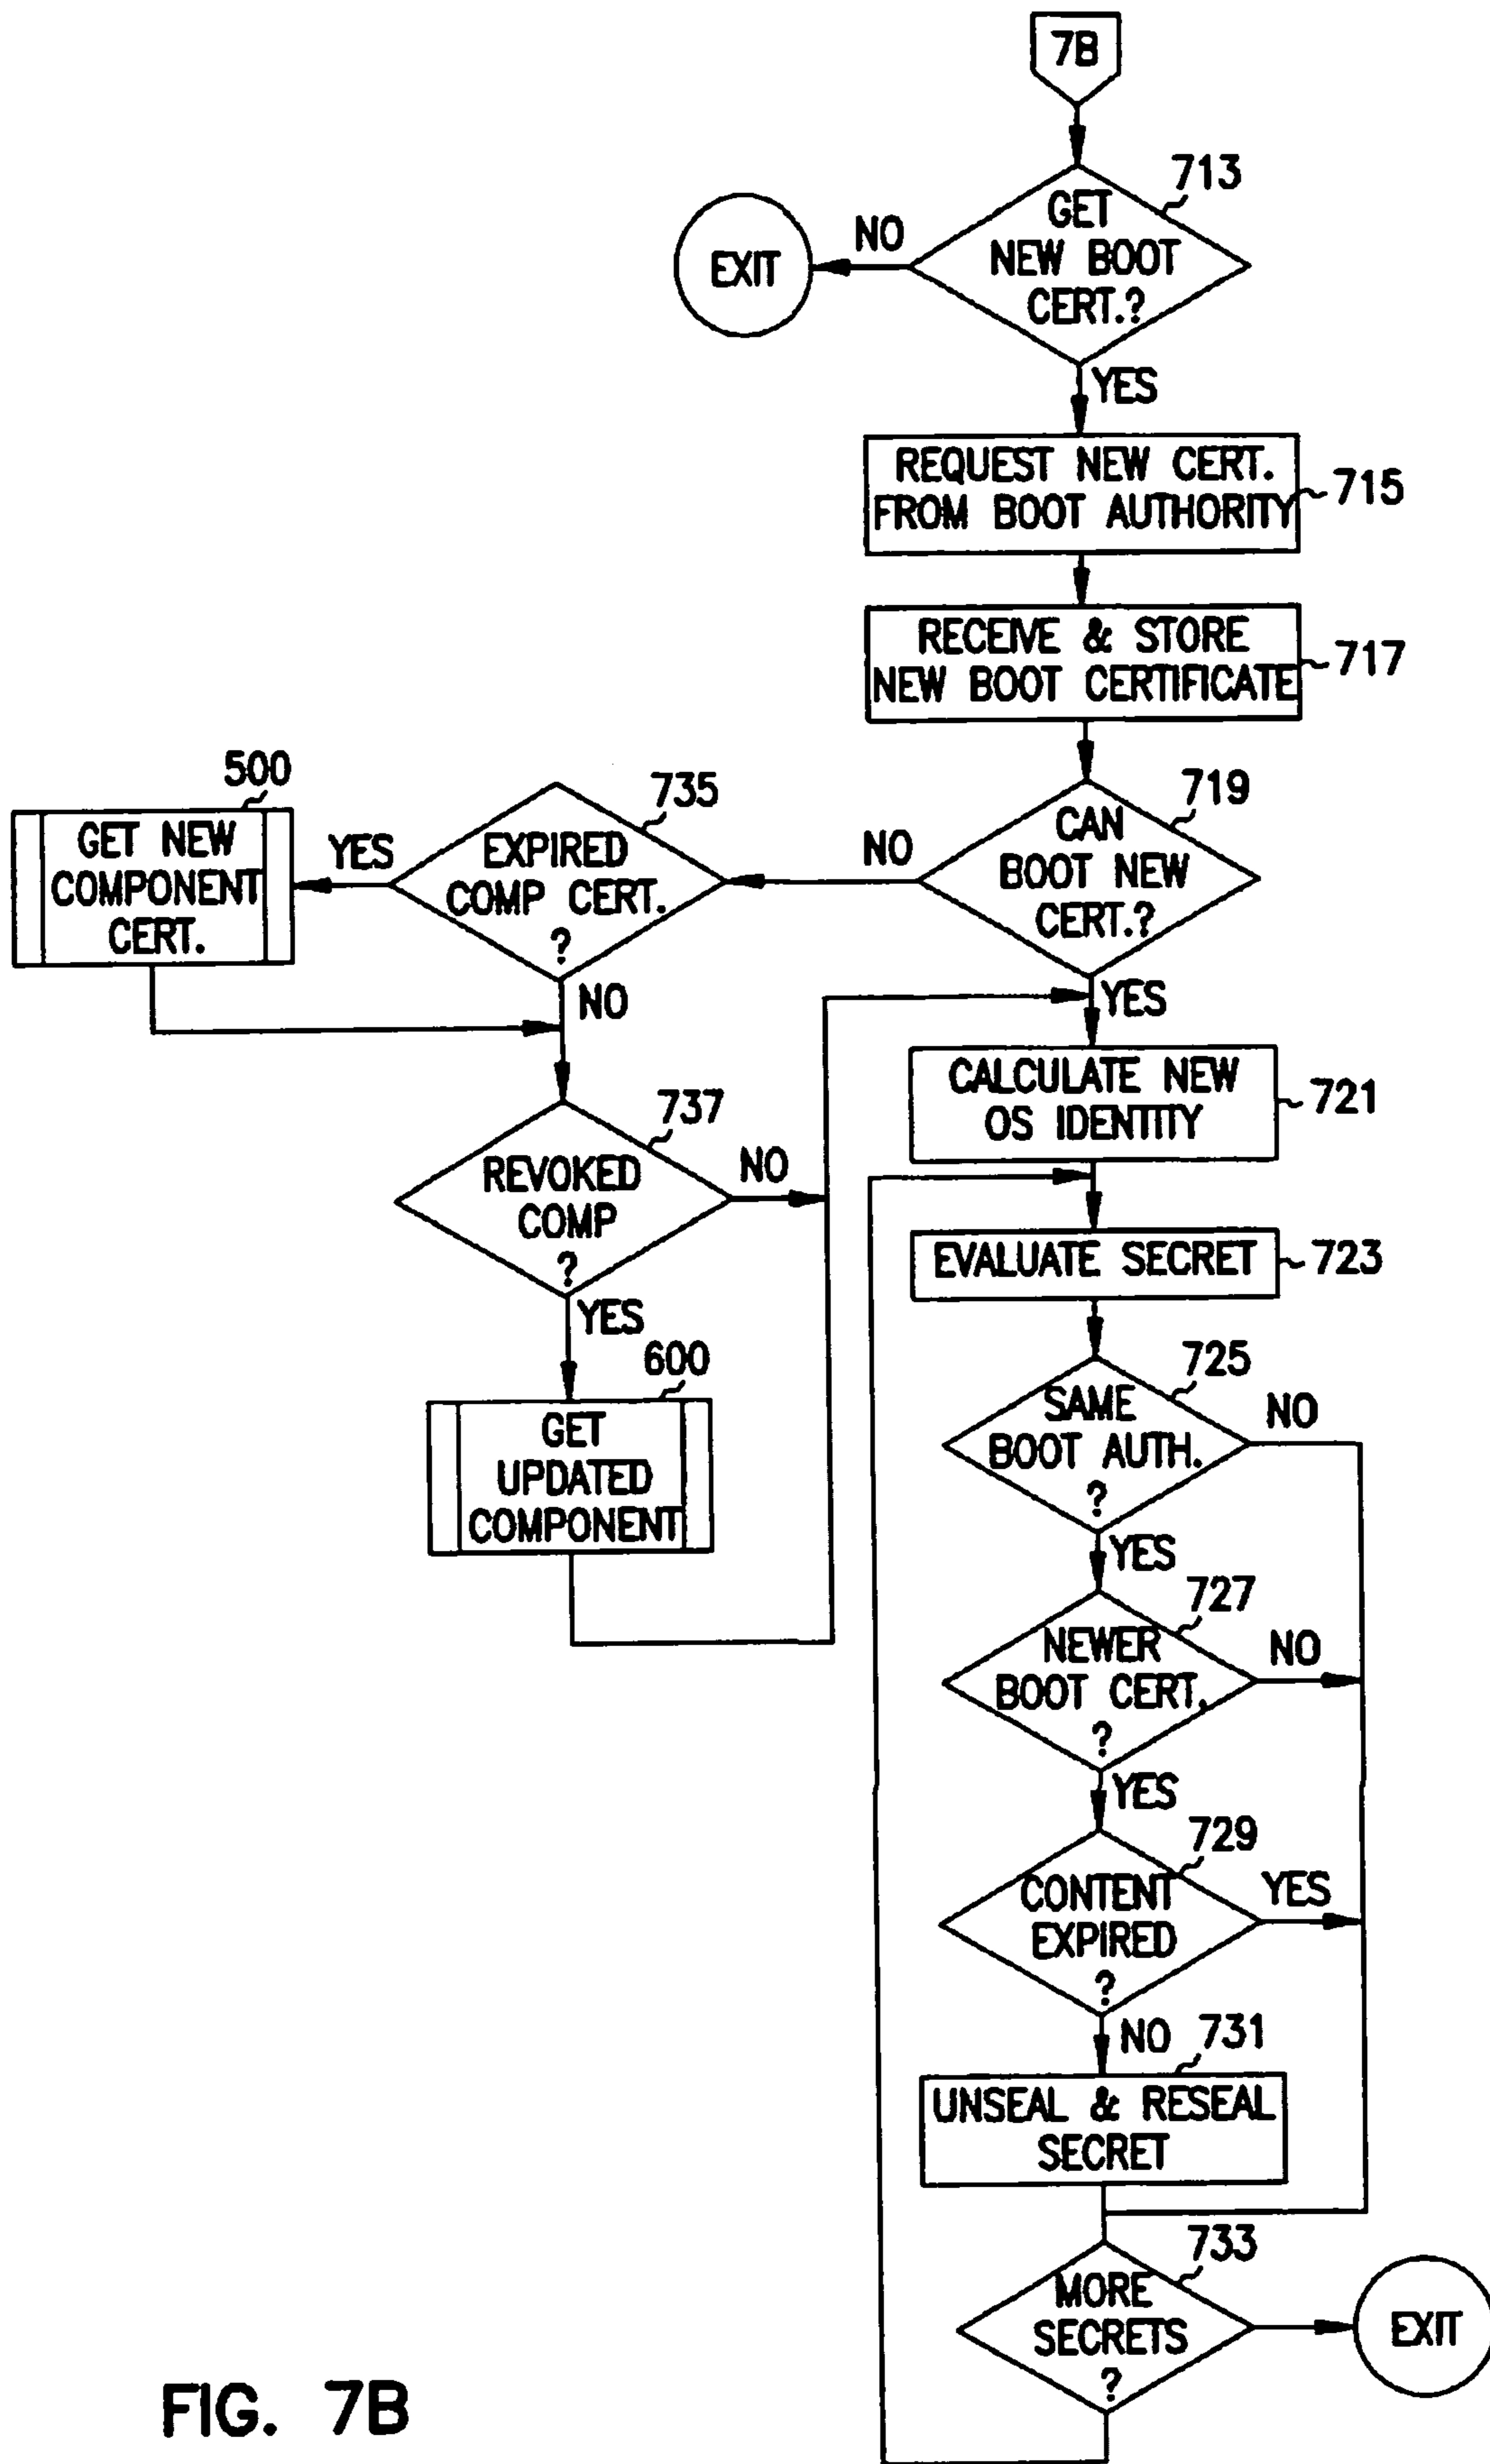 7B
713
GET
NEW BOOT
CERT.?
NO
EXIT
YES
REQUEST NEW CERT.
FROM BOOT AUTHORITY
715
RECEIVE & STORE
NEW BOOT CERTIFICATE
717
719
CAN
BOOT NEW
CERT.?
NO
735
EXPIRED
COMP CERT.
?
YES
500
GET NEW
COMPONENT
CERT.
NO
737
REVOKED
COMP
?
NO
YES
600
GET
UPDATED
COMPONENT
YES
CALCULATE NEW
OS IDENTITY
721
EVALUATE SECRET
723
725
SAME
BOOT AUTH.
?
NO
YES
727
NEWER
BOOT CERT.
?
NO
YES
729
CONTENT
EXPIRED
?
YES
NO
731
UNSEAL & RESEAL
SECRET
733
MORE
SECRETS
?
EXIT
FIG. 7B